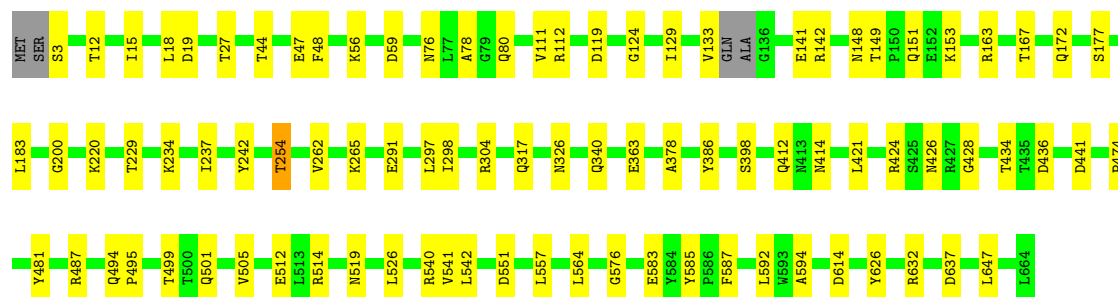 MET SER S3 T12 I15 L18 D19 T27 T44 E47 F48 K56 D59 N76 L77 A78 G79 Q80 V111 R112 D119 G124 I129 V133 GLN ALA G136 E141 R142 N148 T149 P150 Q151 E152 K153 R163 T167 Q172 S177
L183 G200 K220 T229 K234 I237 Y242 T254 V262 K265 E291 L297 I298 R304 Q317 N326 Q340 E363 A378 Y386 S398 Q412 N413 N414 L421 R424 S425 N426 R427 G428 T434 T435 D436 D441
Y481 R487 Q494 P495 T499 T500 Q501 V505 E512 L513 R514 N519 L526 R540 V541 L542 D551 L557 L564 G576 E583 Y584 Y585 P586 F587 L592 W593 A594 D614 Y626 R632 D637 L647 L664